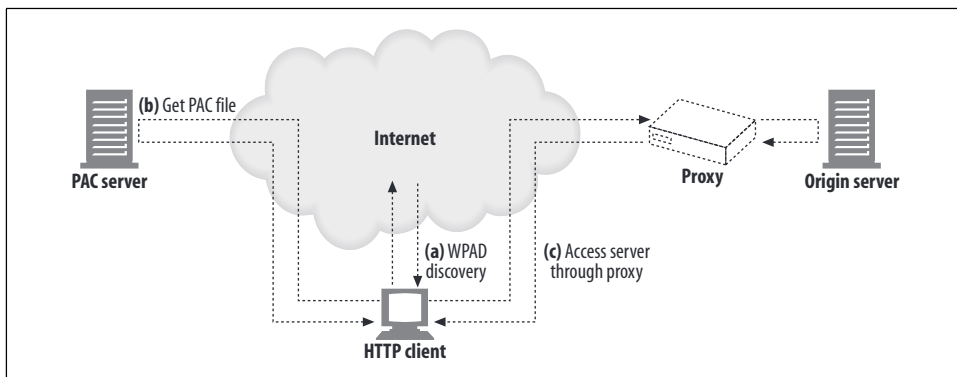 (b) Get PAC file
Internet
PAC server
Proxy
Origin server
(a) WPAD
discovery
(c) Access server
through proxy
HTTP client